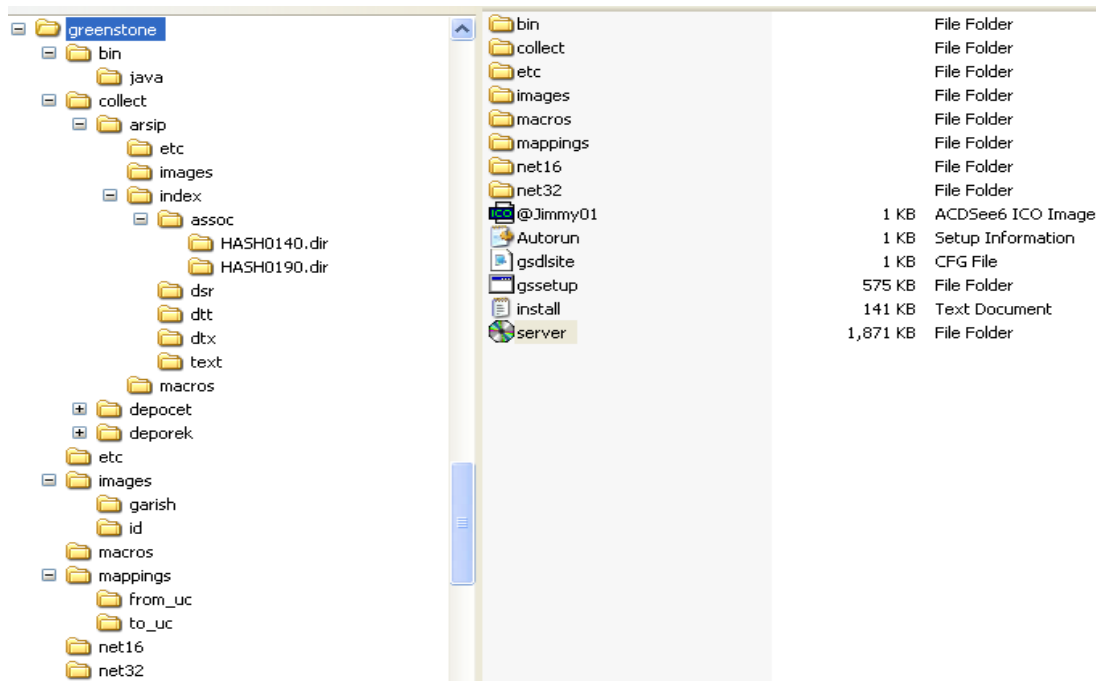 greenstone
bin
java
collect
arsip
etc
images
index
assoc
HASH0140.dir
HASH0190.dir
dsr
dtt
dtx
text
macros
depocet
deporek
etc
images
garish
id
macros
mappings
from_uc
to_uc
net16
net32
bin File Folder
collect File Folder
etc File Folder
images File Folder
macros File Folder
mappings File Folder
net16 File Folder
net32 File Folder
ICO @Jimmy01 1 KB ACDSee6 ICO Image
Autorun 1 KB Setup Information
gsdlsite 1 KB CFG File
gssetup 575 KB File Folder
install 141 KB Text Document
server 1,871 KB File Folder